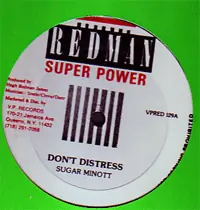 REDMAN
SUPER POWER
Produced by
Hugh Redman James
Marketed & Dist. by
V.P. RECORDS
170-21 Jamaica Ave
Queens, N.Y. 11432
(718) 291-7058
VPRED 129A
DON'T DISTRESS
SUGAR MINOTT